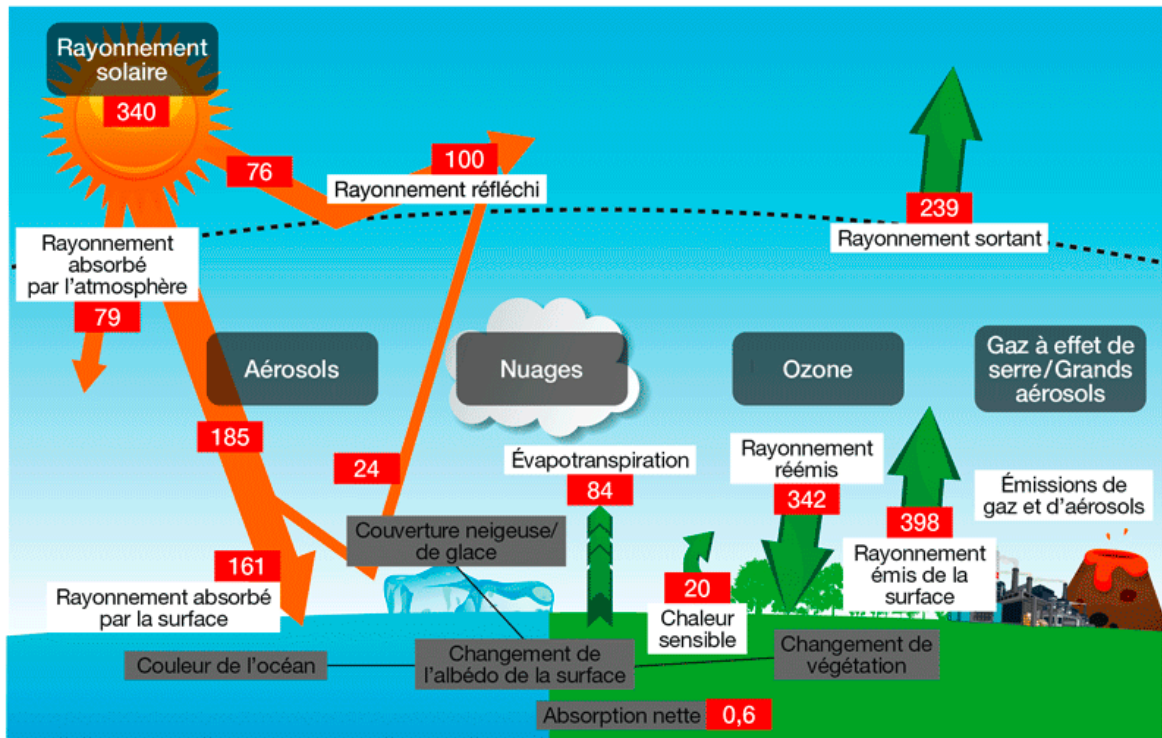 Rayonnement
solaire
340
76
100
Rayonnement réfléchi
239
Rayonnement sortant
Rayonnement
absorbé
par l'atmosphère
79
Aérosols
Nuages
Ozone
Gaz à effet de
serre/Grands
aérosols
185
24
Évapotranspiration
84
Rayonnement
réémis
342
398
Rayonnement
émis de la
surface
Émissions de
gaz et d'aérosols
Couverture neigeuse/
de glace
161
Rayonnement absorbé
par la surface
20
Chaleur
sensible
Couleur de l'océan
Changement de
l'albédo de la surface
Changement de
végétation
Absorption nette
0,6